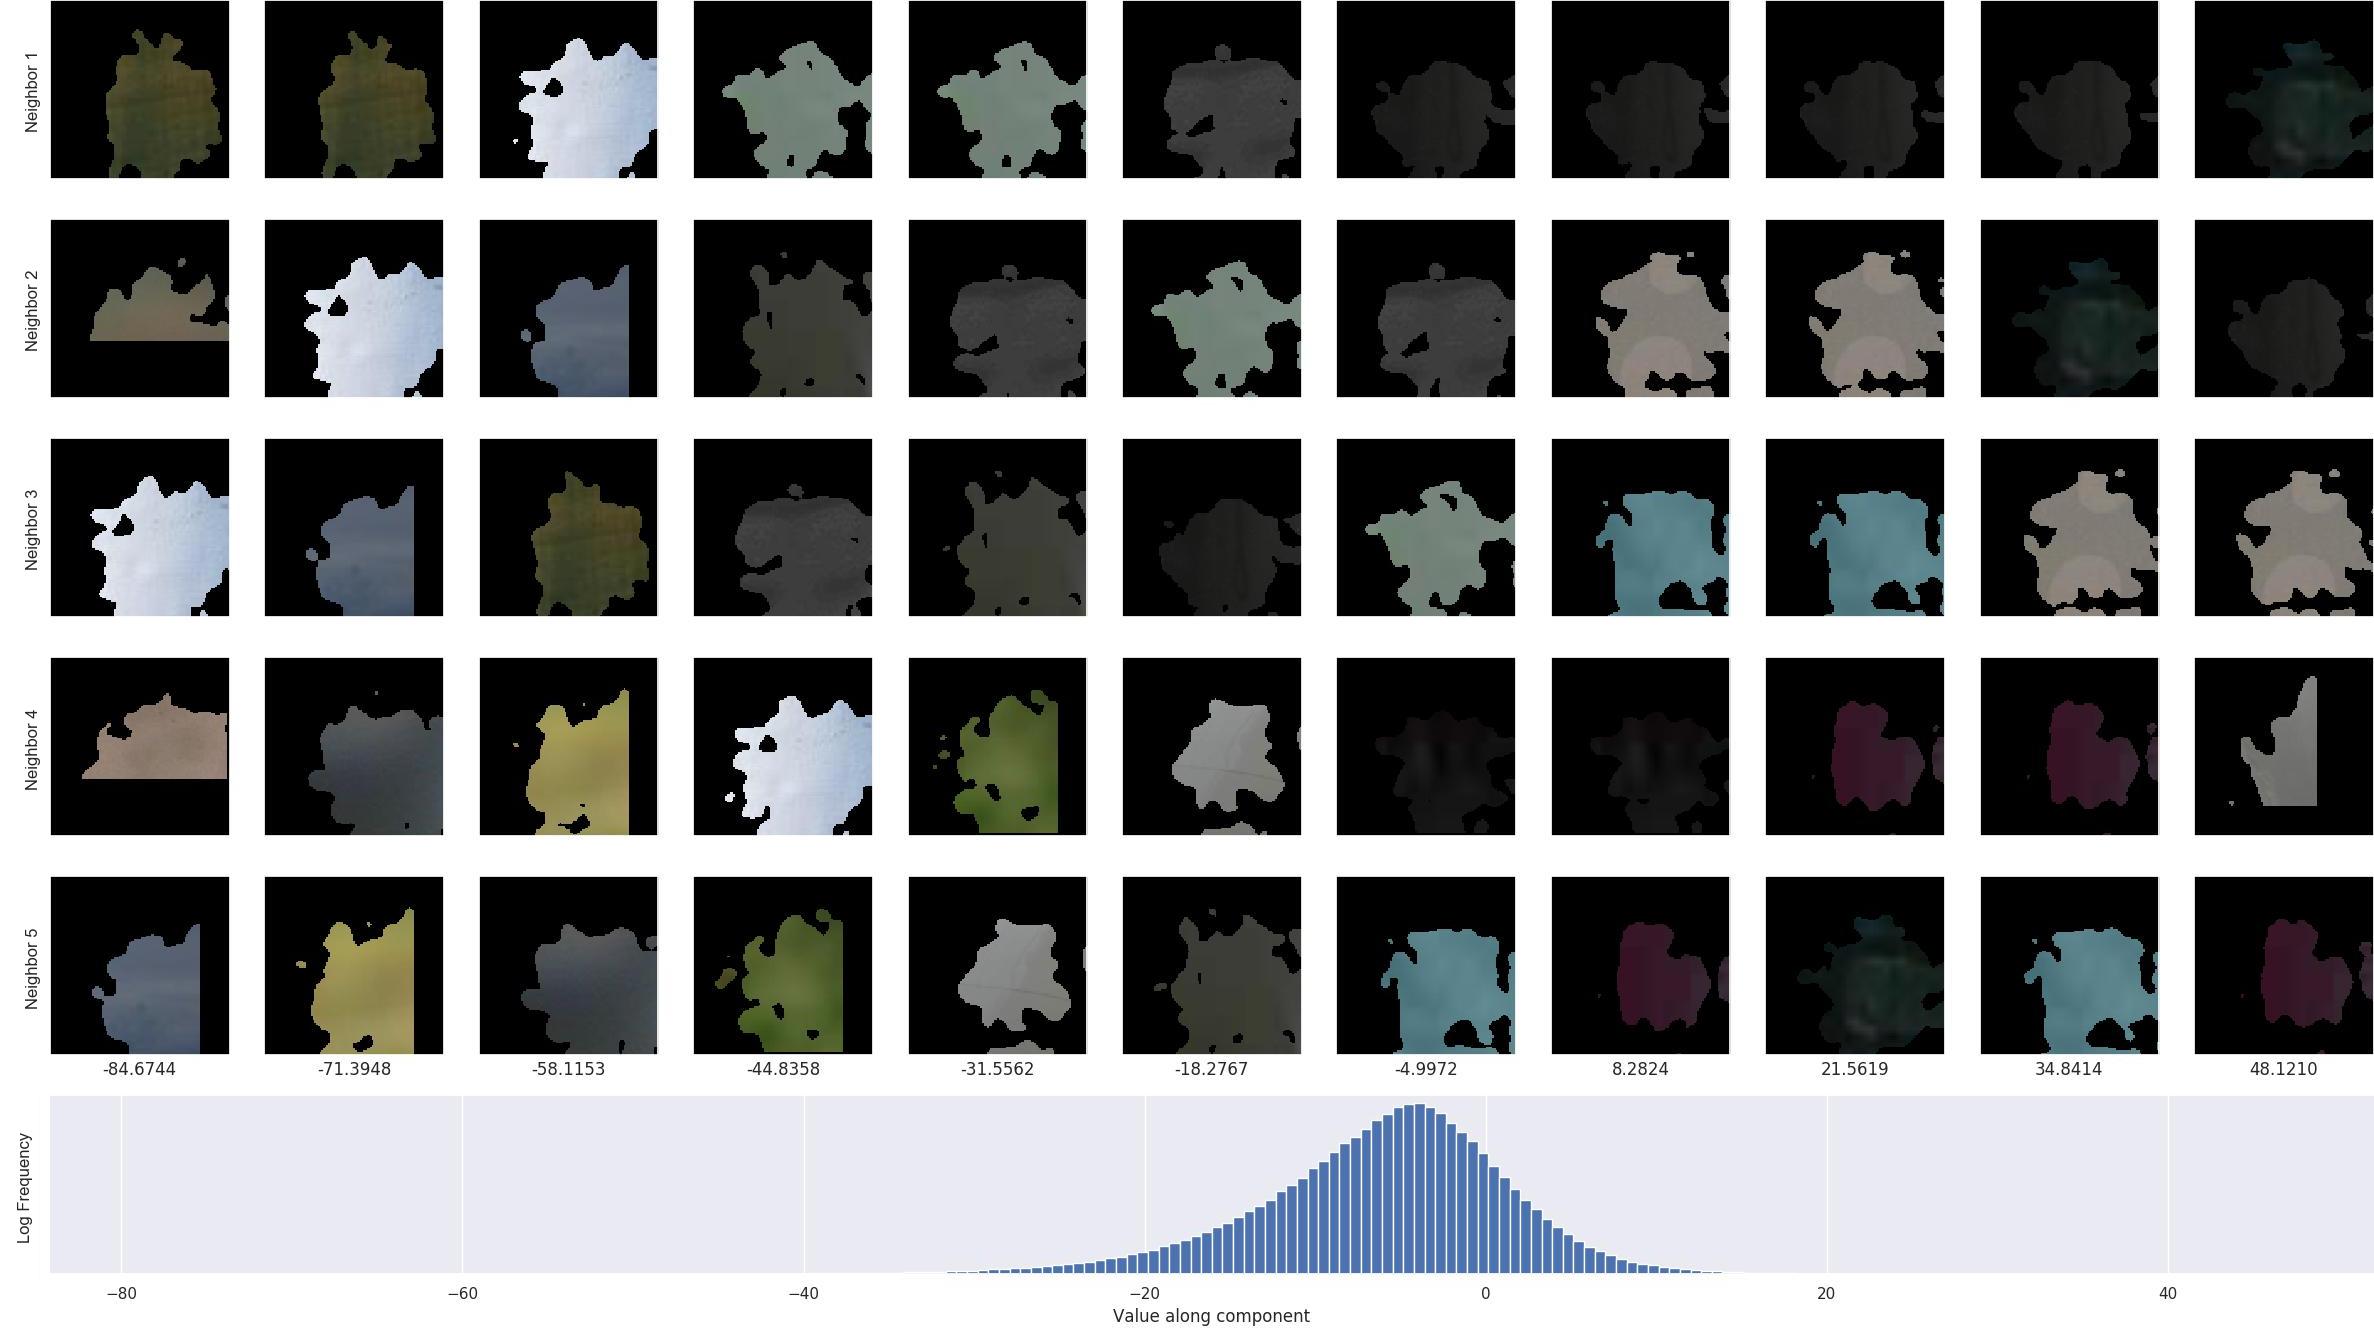 Neighbor 1
Neighbor 2
Neighbor 3
Neighbor 4
Neighbor 5
-84.6744 -71.3948 -58.1153 -44.8358 -31.5562 -18.2767 -4.9972 8.2824 21.5619 34.8414 48.1210
Log Frequency
−80 −60 −40 −20 0 20 40
Value along component